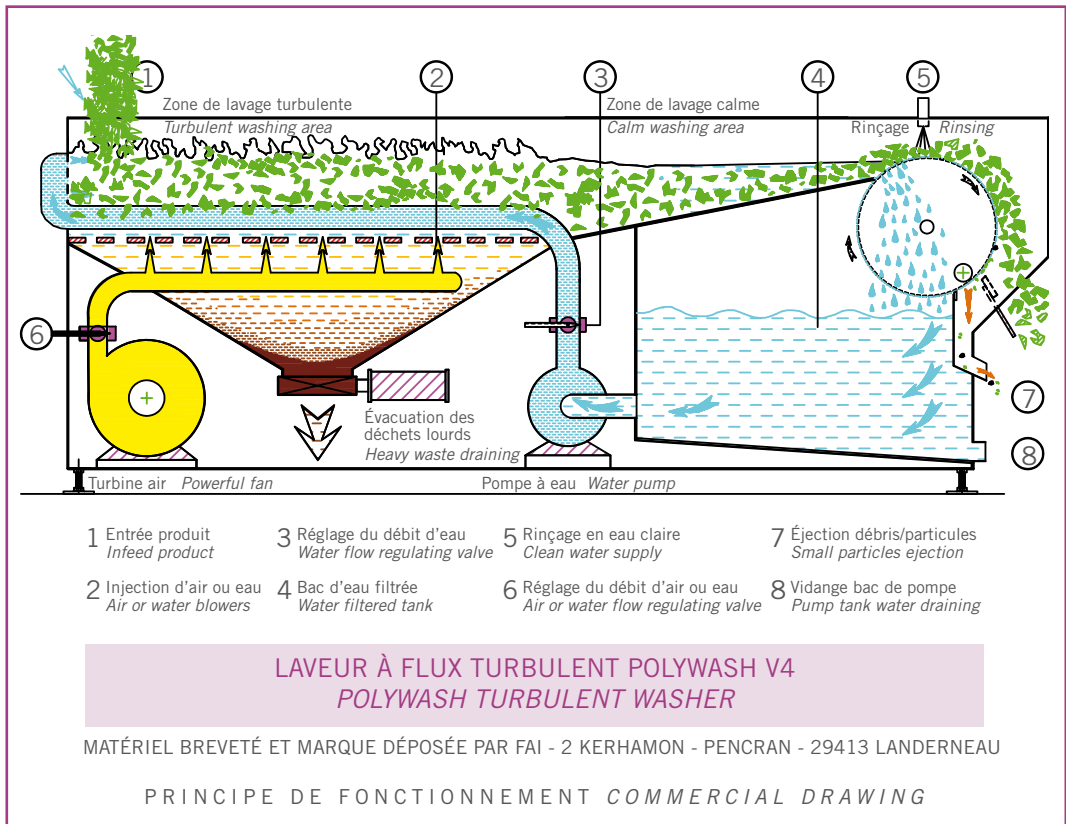 1
2
3
4
5
Zone de lavage turbulente
Turbulent washing area
Zone de lavage calme
Calm washing area
Rinçage Rinsing
6
Évacuation des
déchets lourds
Heavy waste draining
7
8
Turbine air Powerful fan
Pompe à eau Water pump
1 Entrée produit
Infeed product
3 Réglage du débit d'eau
Water flow regulating valve
5 Rinçage en eau claire
Clean water supply
7 Éjection débris/particules
Small particles ejection
2 Injection d'air ou eau
Air or water blowers
4 Bac d'eau filtrée
Water filtered tank
6 Réglage du débit d'air ou eau
Air or water flow regulating valve
8 Vidange bac de pompe
Pump tank water draining
LAVEUR À FLUX TURBULENT POLYWASH V4
POLYWASH TURBULENT WASHER
MATÉRIEL BREVETÉ ET MARQUE DÉPOSÉE PAR FAI - 2 KERHAMON - PENCRAN - 29413 LANDERNEAU
PRINCIPE DE FONCTIONNEMENT COMMERCIAL DRAWING